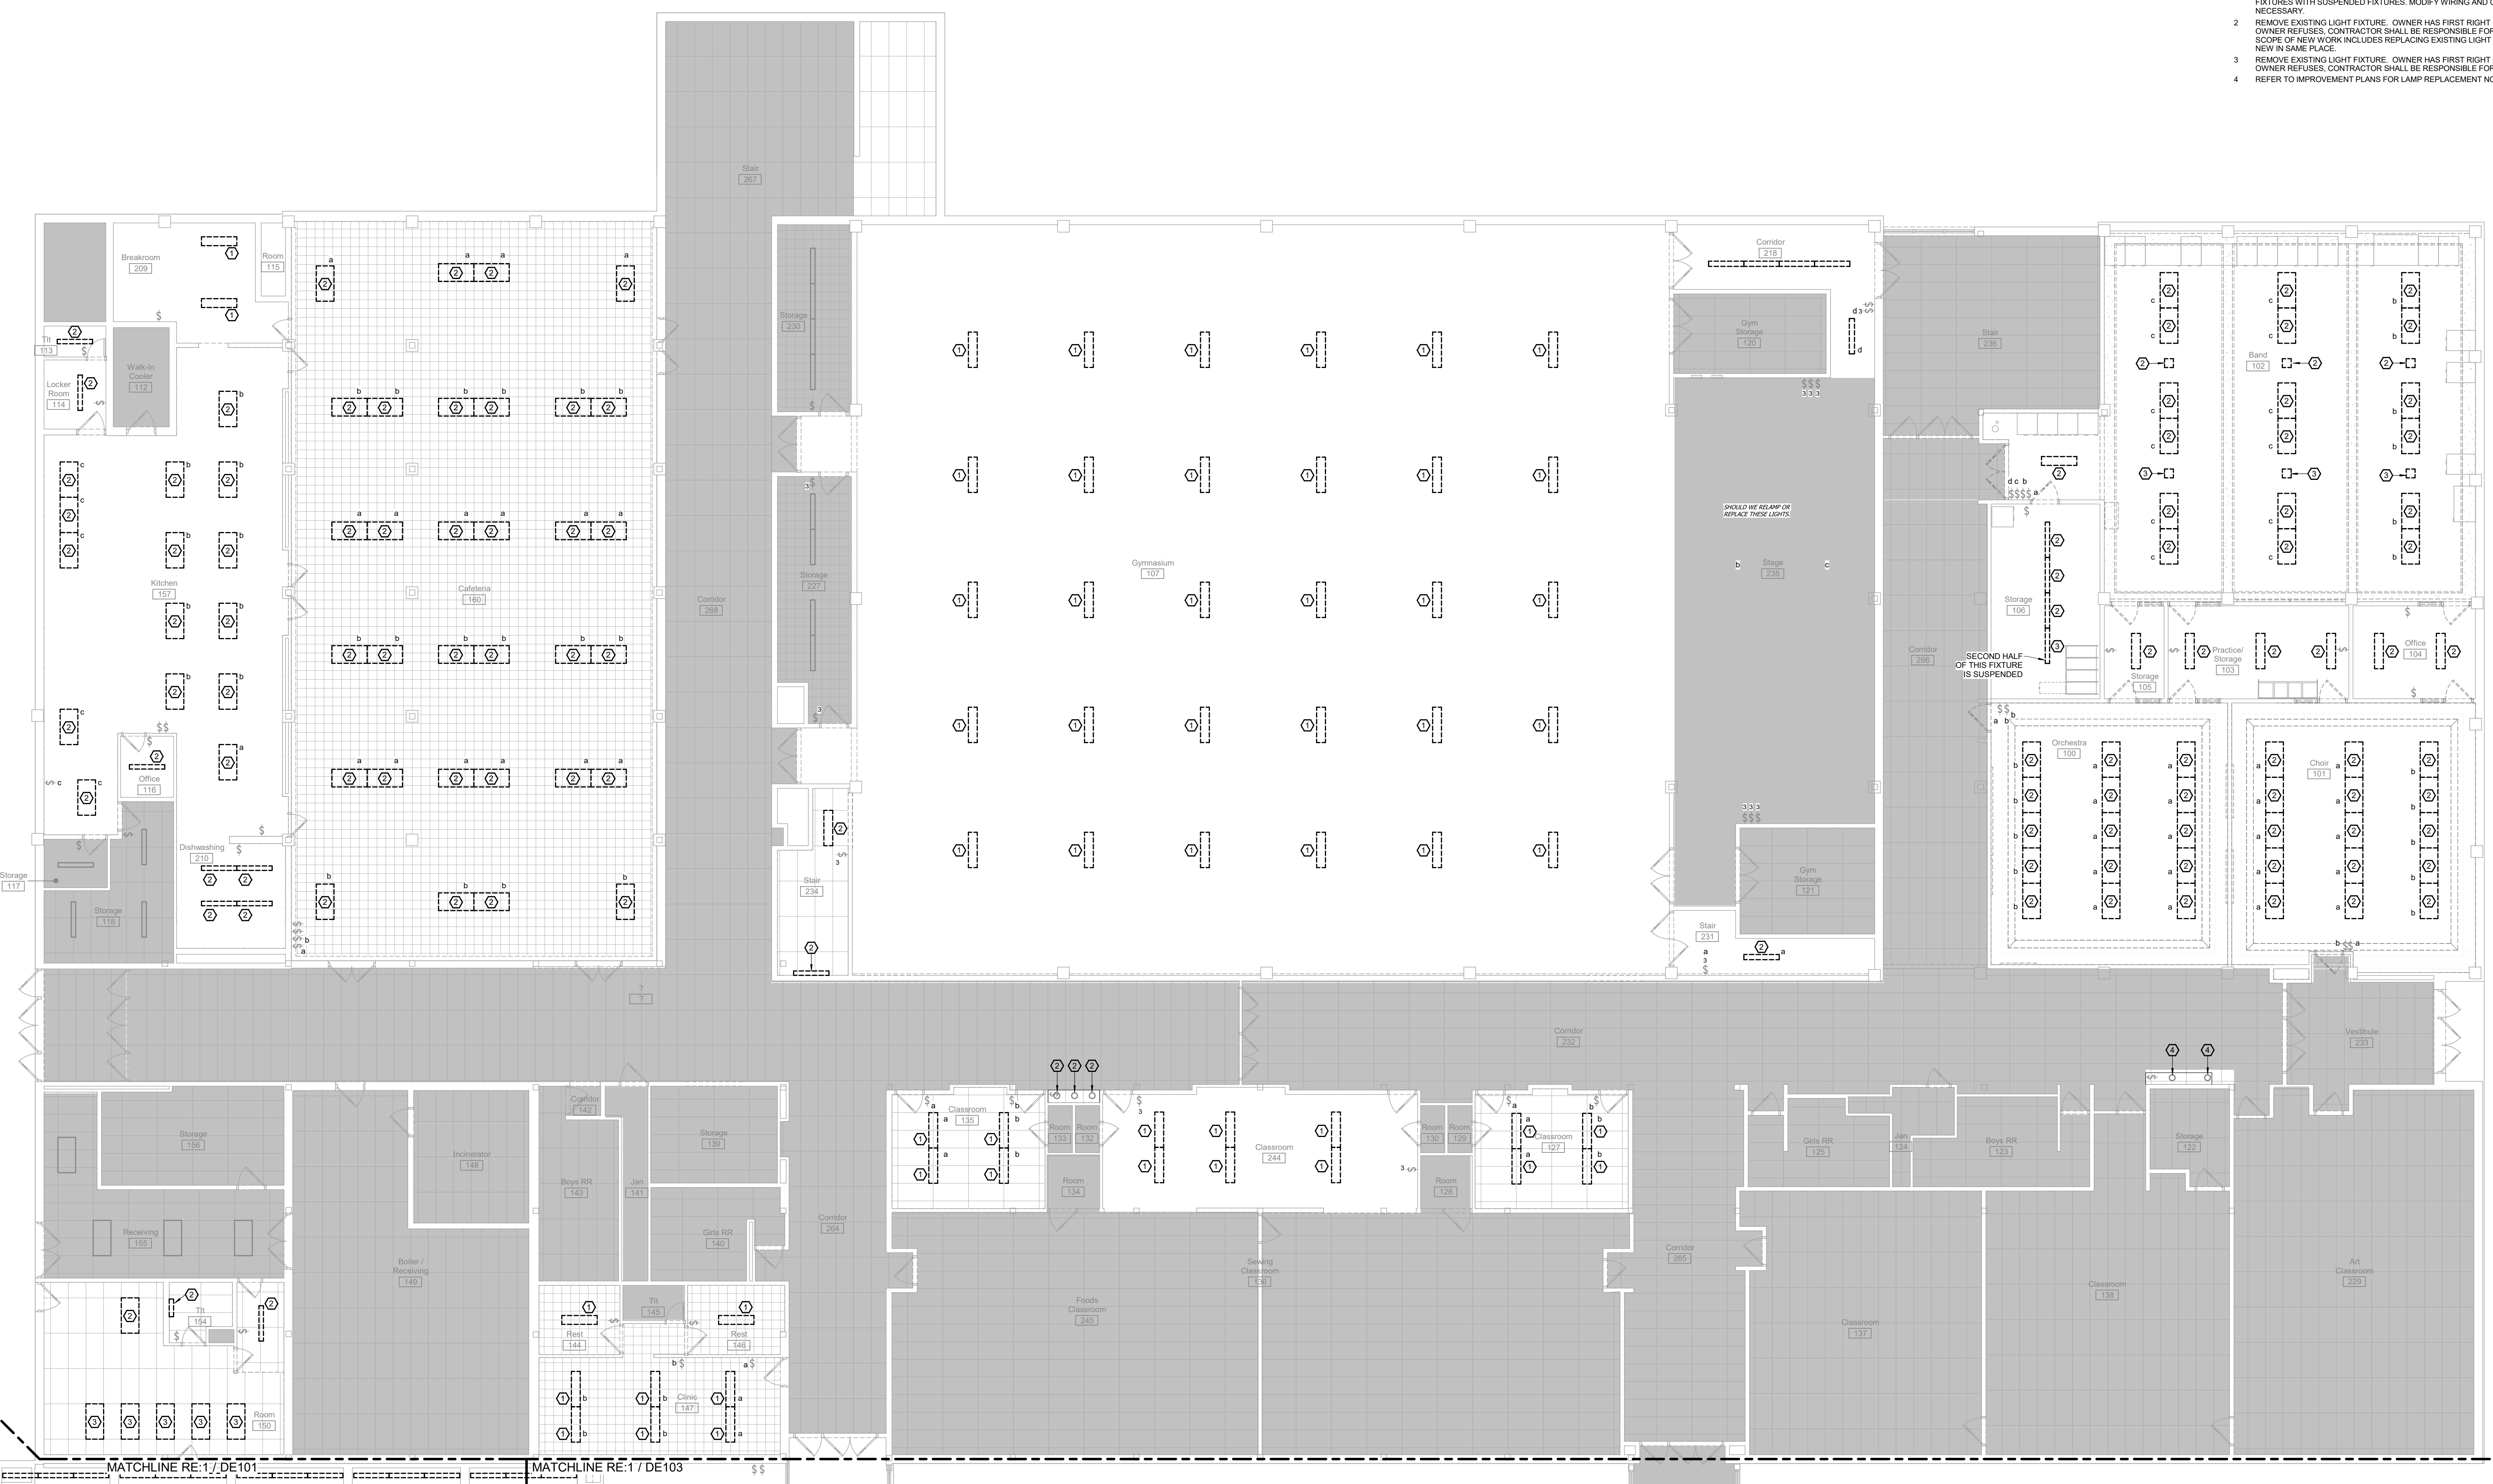 FIXTURES WITH SUSPENDED FIXTURES. MODIFY WIRING AND
NECESSARY.
2 REMOVE EXISTING LIGHT FIXTURE. OWNER HAS FIRST RIGHT
OWNER REFUSES, CONTRACTOR SHALL BE RESPONSIBLE FOR
SCOPE OF NEW WORK INCLUDES REPLACING EXISTING LIGHT
NEW IN SAME PLACE.
3 REMOVE EXISTING LIGHT FIXTURE. OWNER HAS FIRST RIGHT
OWNER REFUSES, CONTRACTOR SHALL BE RESPONSIBLE FOR
4 REFER TO IMPROVEMENT PLANS FOR LAMP REPLACEMENT
Stair
267
Breakroom
209
Room
115
Corridor
218
Storage
230
Gym
Storage
120
Stair
236
Band
102
Tlt
113
Walk-In
Cooler
112
Locker
Room
114
SHOULD WE RELAMP OR
REPLACE THESE LIGHTS.
Kitchen
157
Cafeteria
160
Corridor
268
Storage
227
Gymnasium
107
Stage
235
Storage
106
Corridor
266
SECOND HALF
OF THIS FIXTURE
IS SUSPENDED
Storage
105
Practice/
Storage
103
Office
104
Office
116
Orchestra
100
Choir
101
Dishwashing
210
Storage
117
Storage
118
Stair
234
Gym
Storage
121
Stair
231
?
?
Corridor
232
Vestibule
233
Storage
156
Incinerator
148
Corridor
142
Storage
139
Boys RR
143
Jan
141
Girls RR
140
Corridor
264
Classroom
135
Room
133
Room
132
Room
134
Classroom
244
Room
130
Room
129
Room
128
Classroom
127
Girls RR
125
Jan
124
Boys RR
123
Storage
122
Receiving
155
Boiler /
Receiving
149
Foods
Classroom
245
Sewing
Classroom
136
Corridor
265
Classroom
137
Classroom
138
Art
Classroom
229
Tlt
154
Room
150
Rest
144
Tlt
145
Rest
146
Clinic
147
MATCHLINE RE:1 / DE101
MATCHLINE RE:1 / DE103